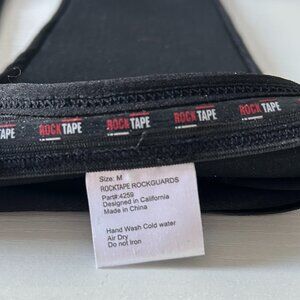 TAPE ROCKTAPE ROCKTAPE ROCKTAPE ROCKTAPE
Size: M
ROCKTAPE ROCKGUARDS
Part#:4259
Designed in California
Made in China
Hand Wash Cold water
Air Dry
Do not Iron